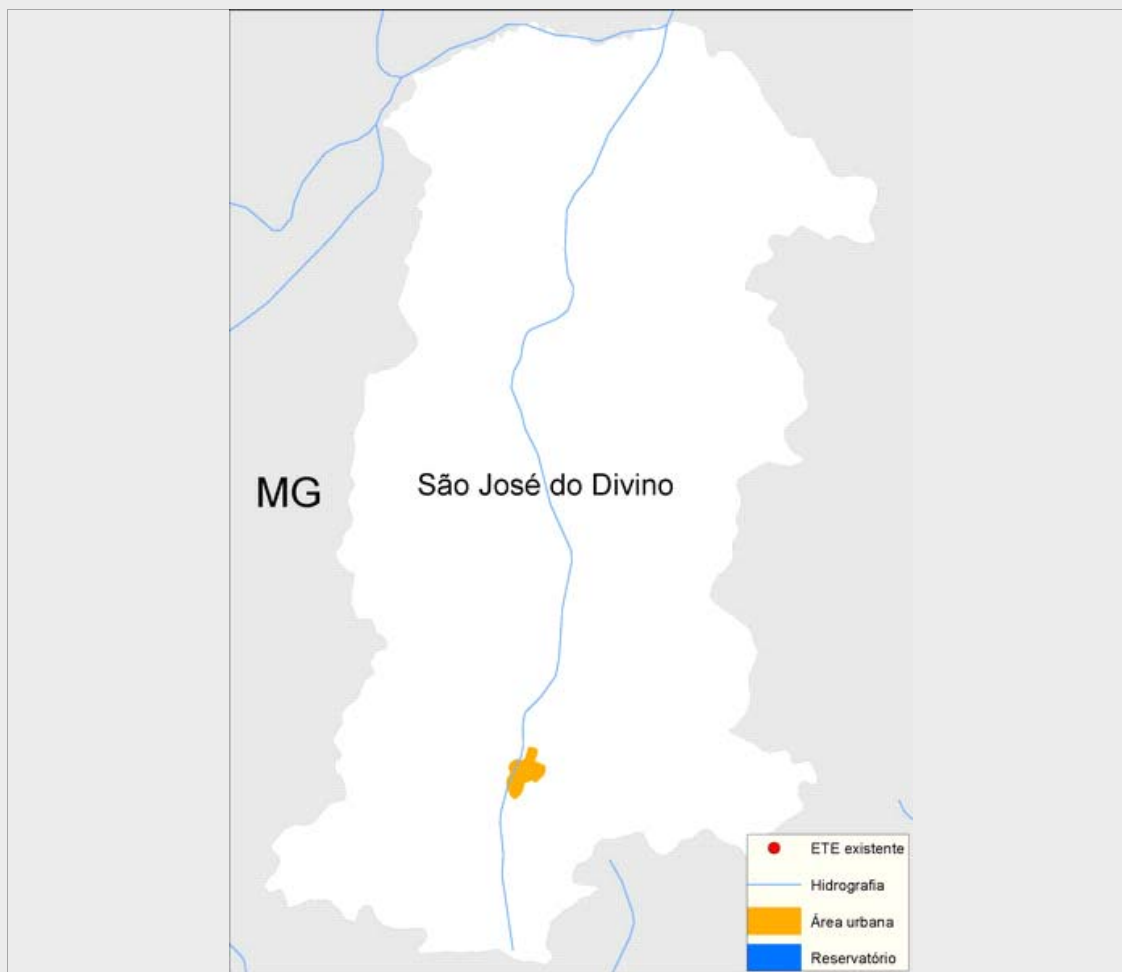 MG
São José do Divino
ETE existente
Hidrografia
Área urbana
Reservatório